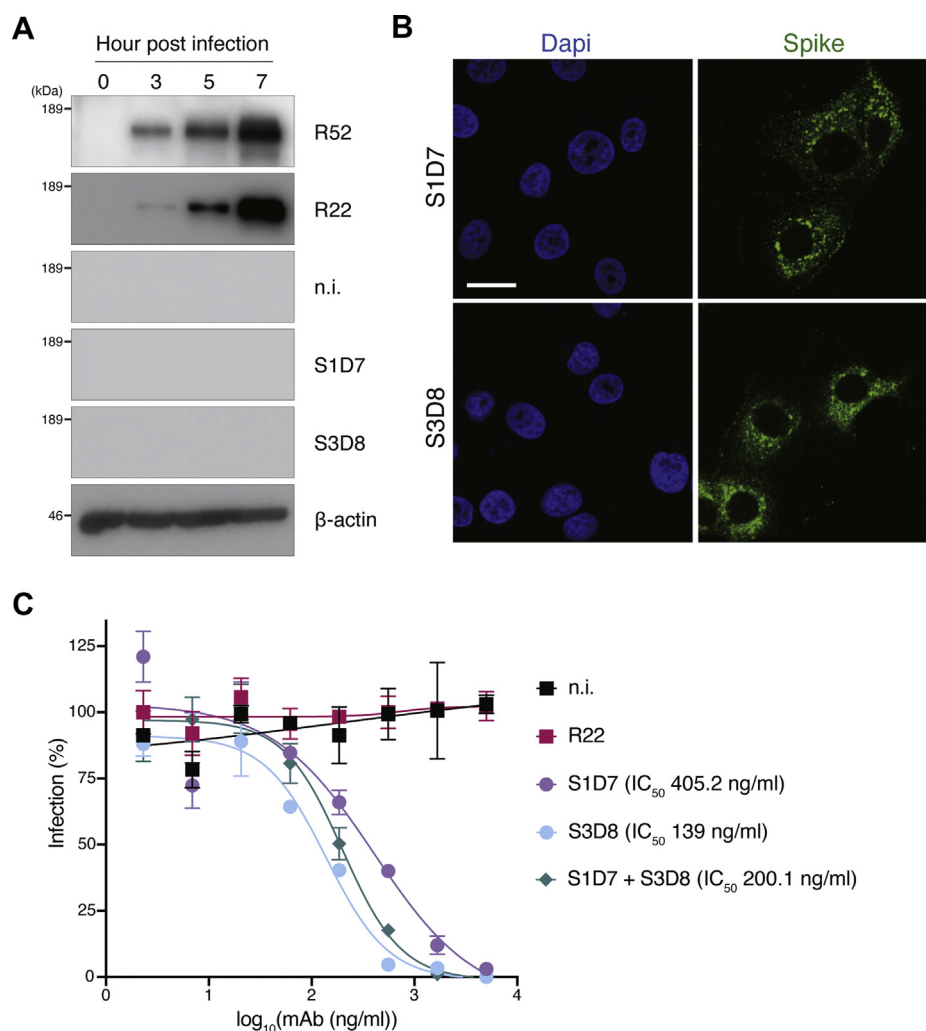 A
Hour post infection
0 3 5 7
(kDa)
189
R52
189
R22
189
n.i.
189
S1D7
189
S3D8
46
β-actin
B
Dapi
Spike
S1D7
S3D8
C
Infection (%)
125
100
75
50
25
0
0 1 2 3 4
log₁₀(mAb (ng/ml))
n.i.
R22
S1D7 (IC₅₀ 405.2 ng/ml)
S3D8 (IC₅₀ 139 ng/ml)
S1D7 + S3D8 (IC₅₀ 200.1 ng/ml)